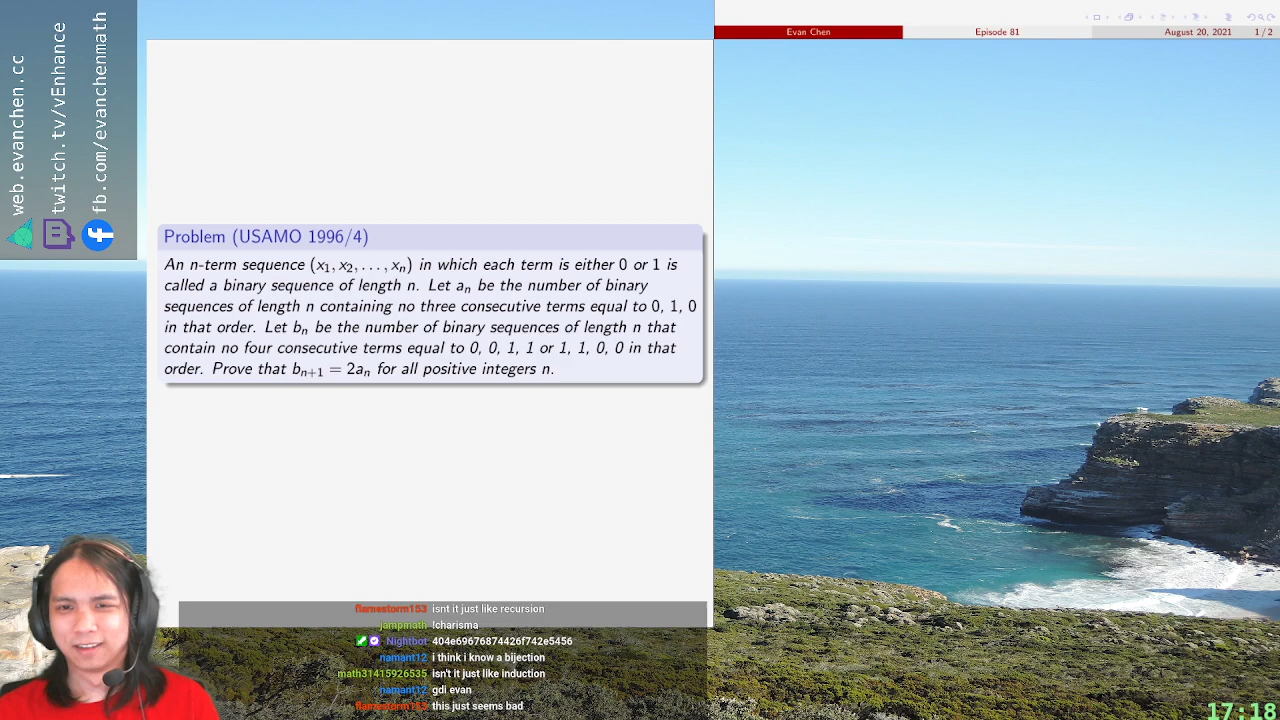 web.evanchen.cc
twitch.tv/vEnhance
fb.com/evanchenmath
Evan Chen
Episode 81
August 20, 2021
1 / 2
Problem (USAMO 1996/4)
An n-term sequence (x1, x2, . . . , xn) in which each term is either 0 or 1 is
called a binary sequence of length n. Let an be the number of binary
sequences of length n containing no three consecutive terms equal to 0, 1, 0
in that order. Let bn be the number of binary sequences of length n that
contain no four consecutive terms equal to 0, 0, 1, 1 or 1, 1, 0, 0 in that
order. Prove that bn+1 = 2an for all positive integers n.
flamestorm153 isnt it just like recursion
jampmath !charisma
Nightbot 404e69676874426f742e5456
namant12 i think i know a bijection
math31415926535 isn't it just like induction
namant12 gdi evan
flamestorm153 this just seems bad
17:18